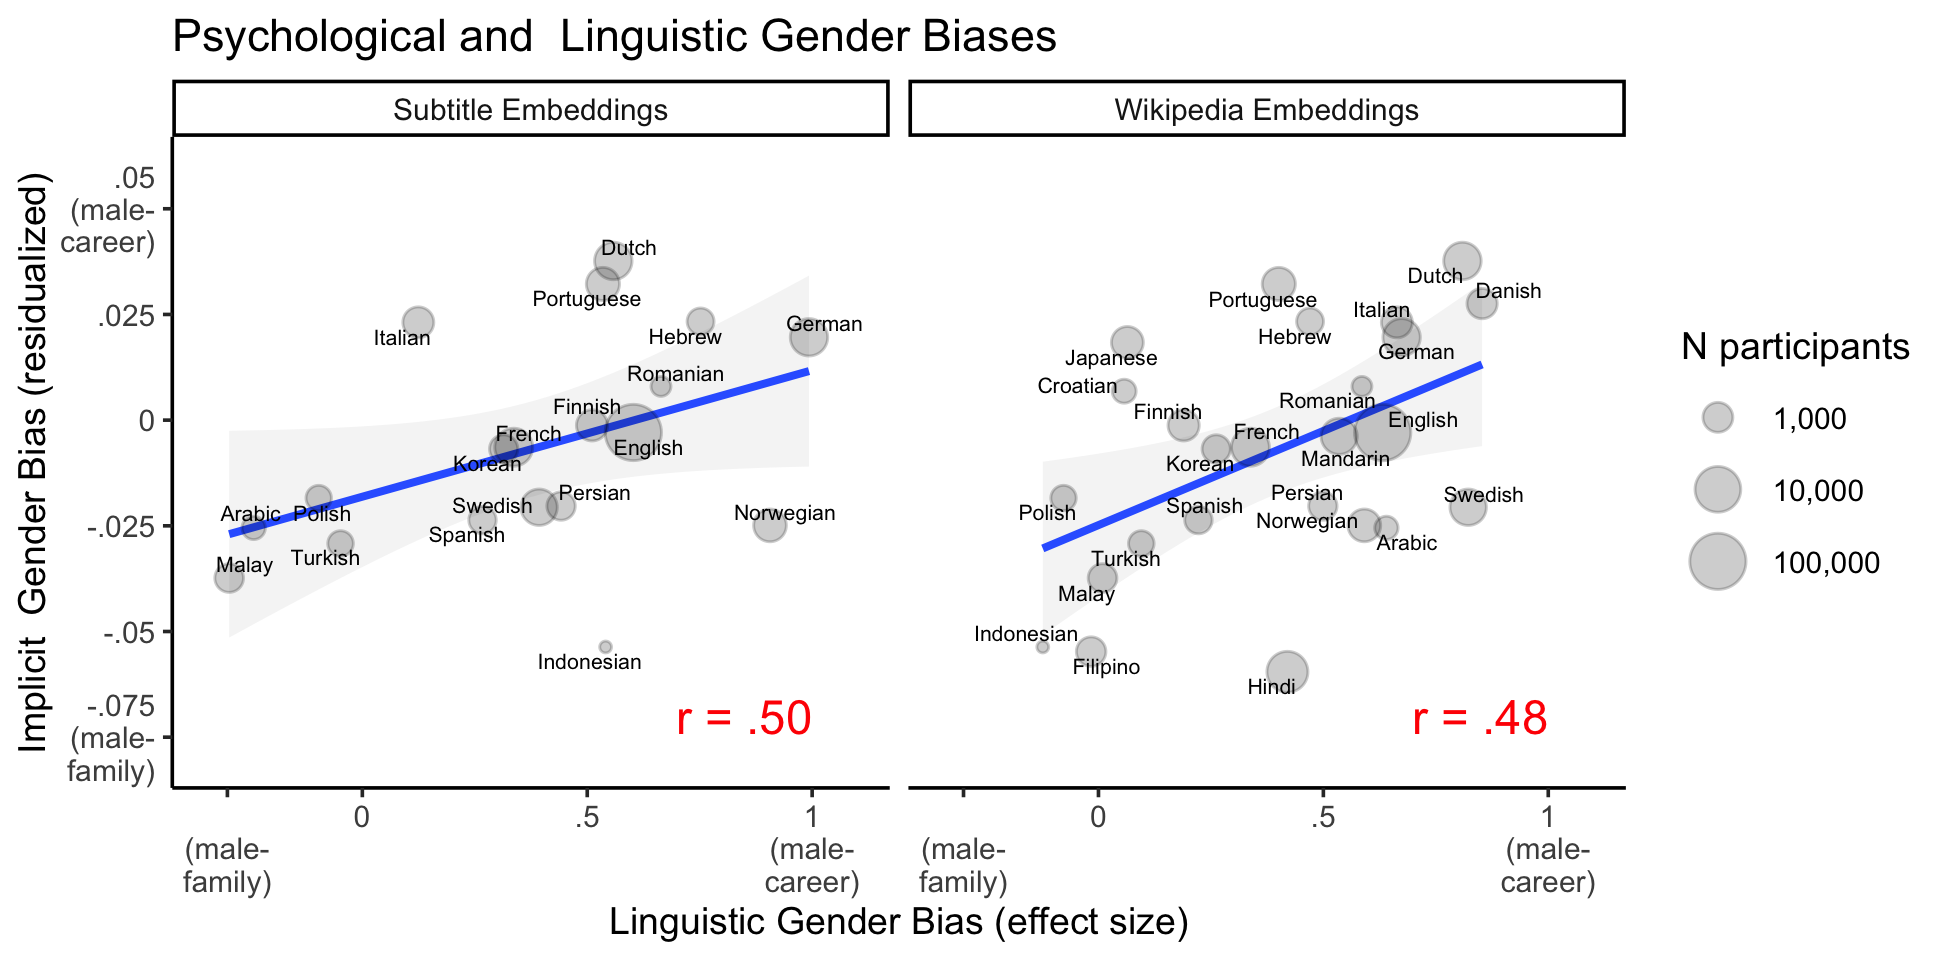 Psychological and  Linguistic Gender Biases
Subtitle Embeddings
Wikipedia Embeddings
Implicit  Gender Bias (residualized)
.05
(male-
career)
.025
0
-.025
-.05
-.075
(male-
family)
Dutch
Portuguese
Italian
Hebrew
German
Romanian
Finnish
French
English
Korean
Arabic
Polish
Swedish
Persian
Spanish
Norwegian
Turkish
Malay
Indonesian
r = .50
Dutch
Danish
Portuguese
Italian
Hebrew
German
Japanese
Croatian
Romanian
Finnish
English
French
Korean
Mandarin
Polish
Persian
Swedish
Spanish
Norwegian
Arabic
Turkish
Malay
Indonesian
Filipino
Hindi
r = .48
0
.5
1
(male-
family)
(male-
career)
0
.5
1
(male-
family)
(male-
career)
Linguistic Gender Bias (effect size)
N participants
1,000
10,000
100,000